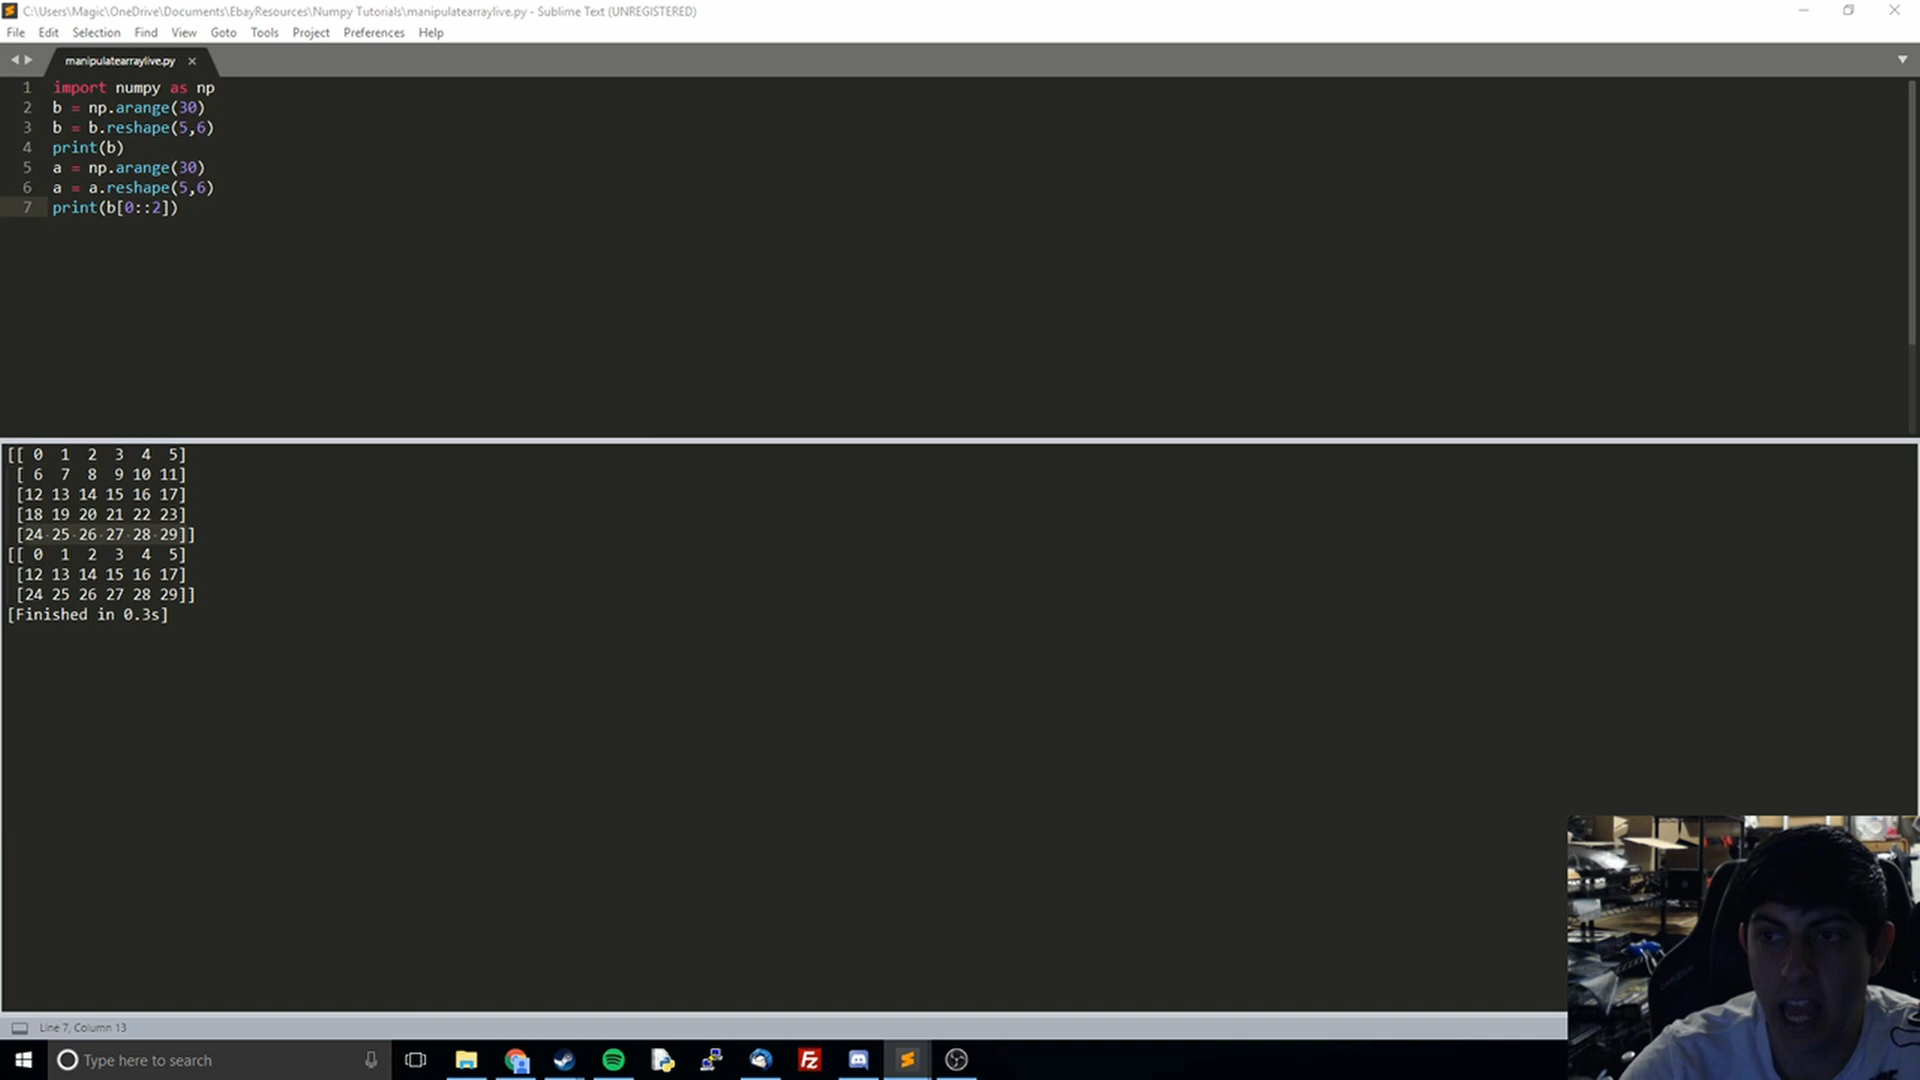 C:\Users\Magic\OneDrive\Documents\EbayResources\Numpy Tutorials\manipulatearraylive.py - Sublime Text (UNREGISTERED)
File Edit Selection Find View Goto Tools Project Preferences Help
manipulatearraylive.py
1 import numpy as np
2 b = np.arange(30)
3 b = b.reshape(5,6)
4 print(b)
5 a = np.arange(30)
6 a = a.reshape(5,6)
7 print(b[0::2])
[[ 0 1 2 3 4 5]
[ 6 7 8 9 10 11]
[12 13 14 15 16 17]
[18 19 20 21 22 23]
[24 25 26 27 28 29]]
[[ 0 1 2 3 4 5]
[12 13 14 15 16 17]
[24 25 26 27 28 29]]
[Finished in 0.3s]
Line 7, Column 13
Type here to search